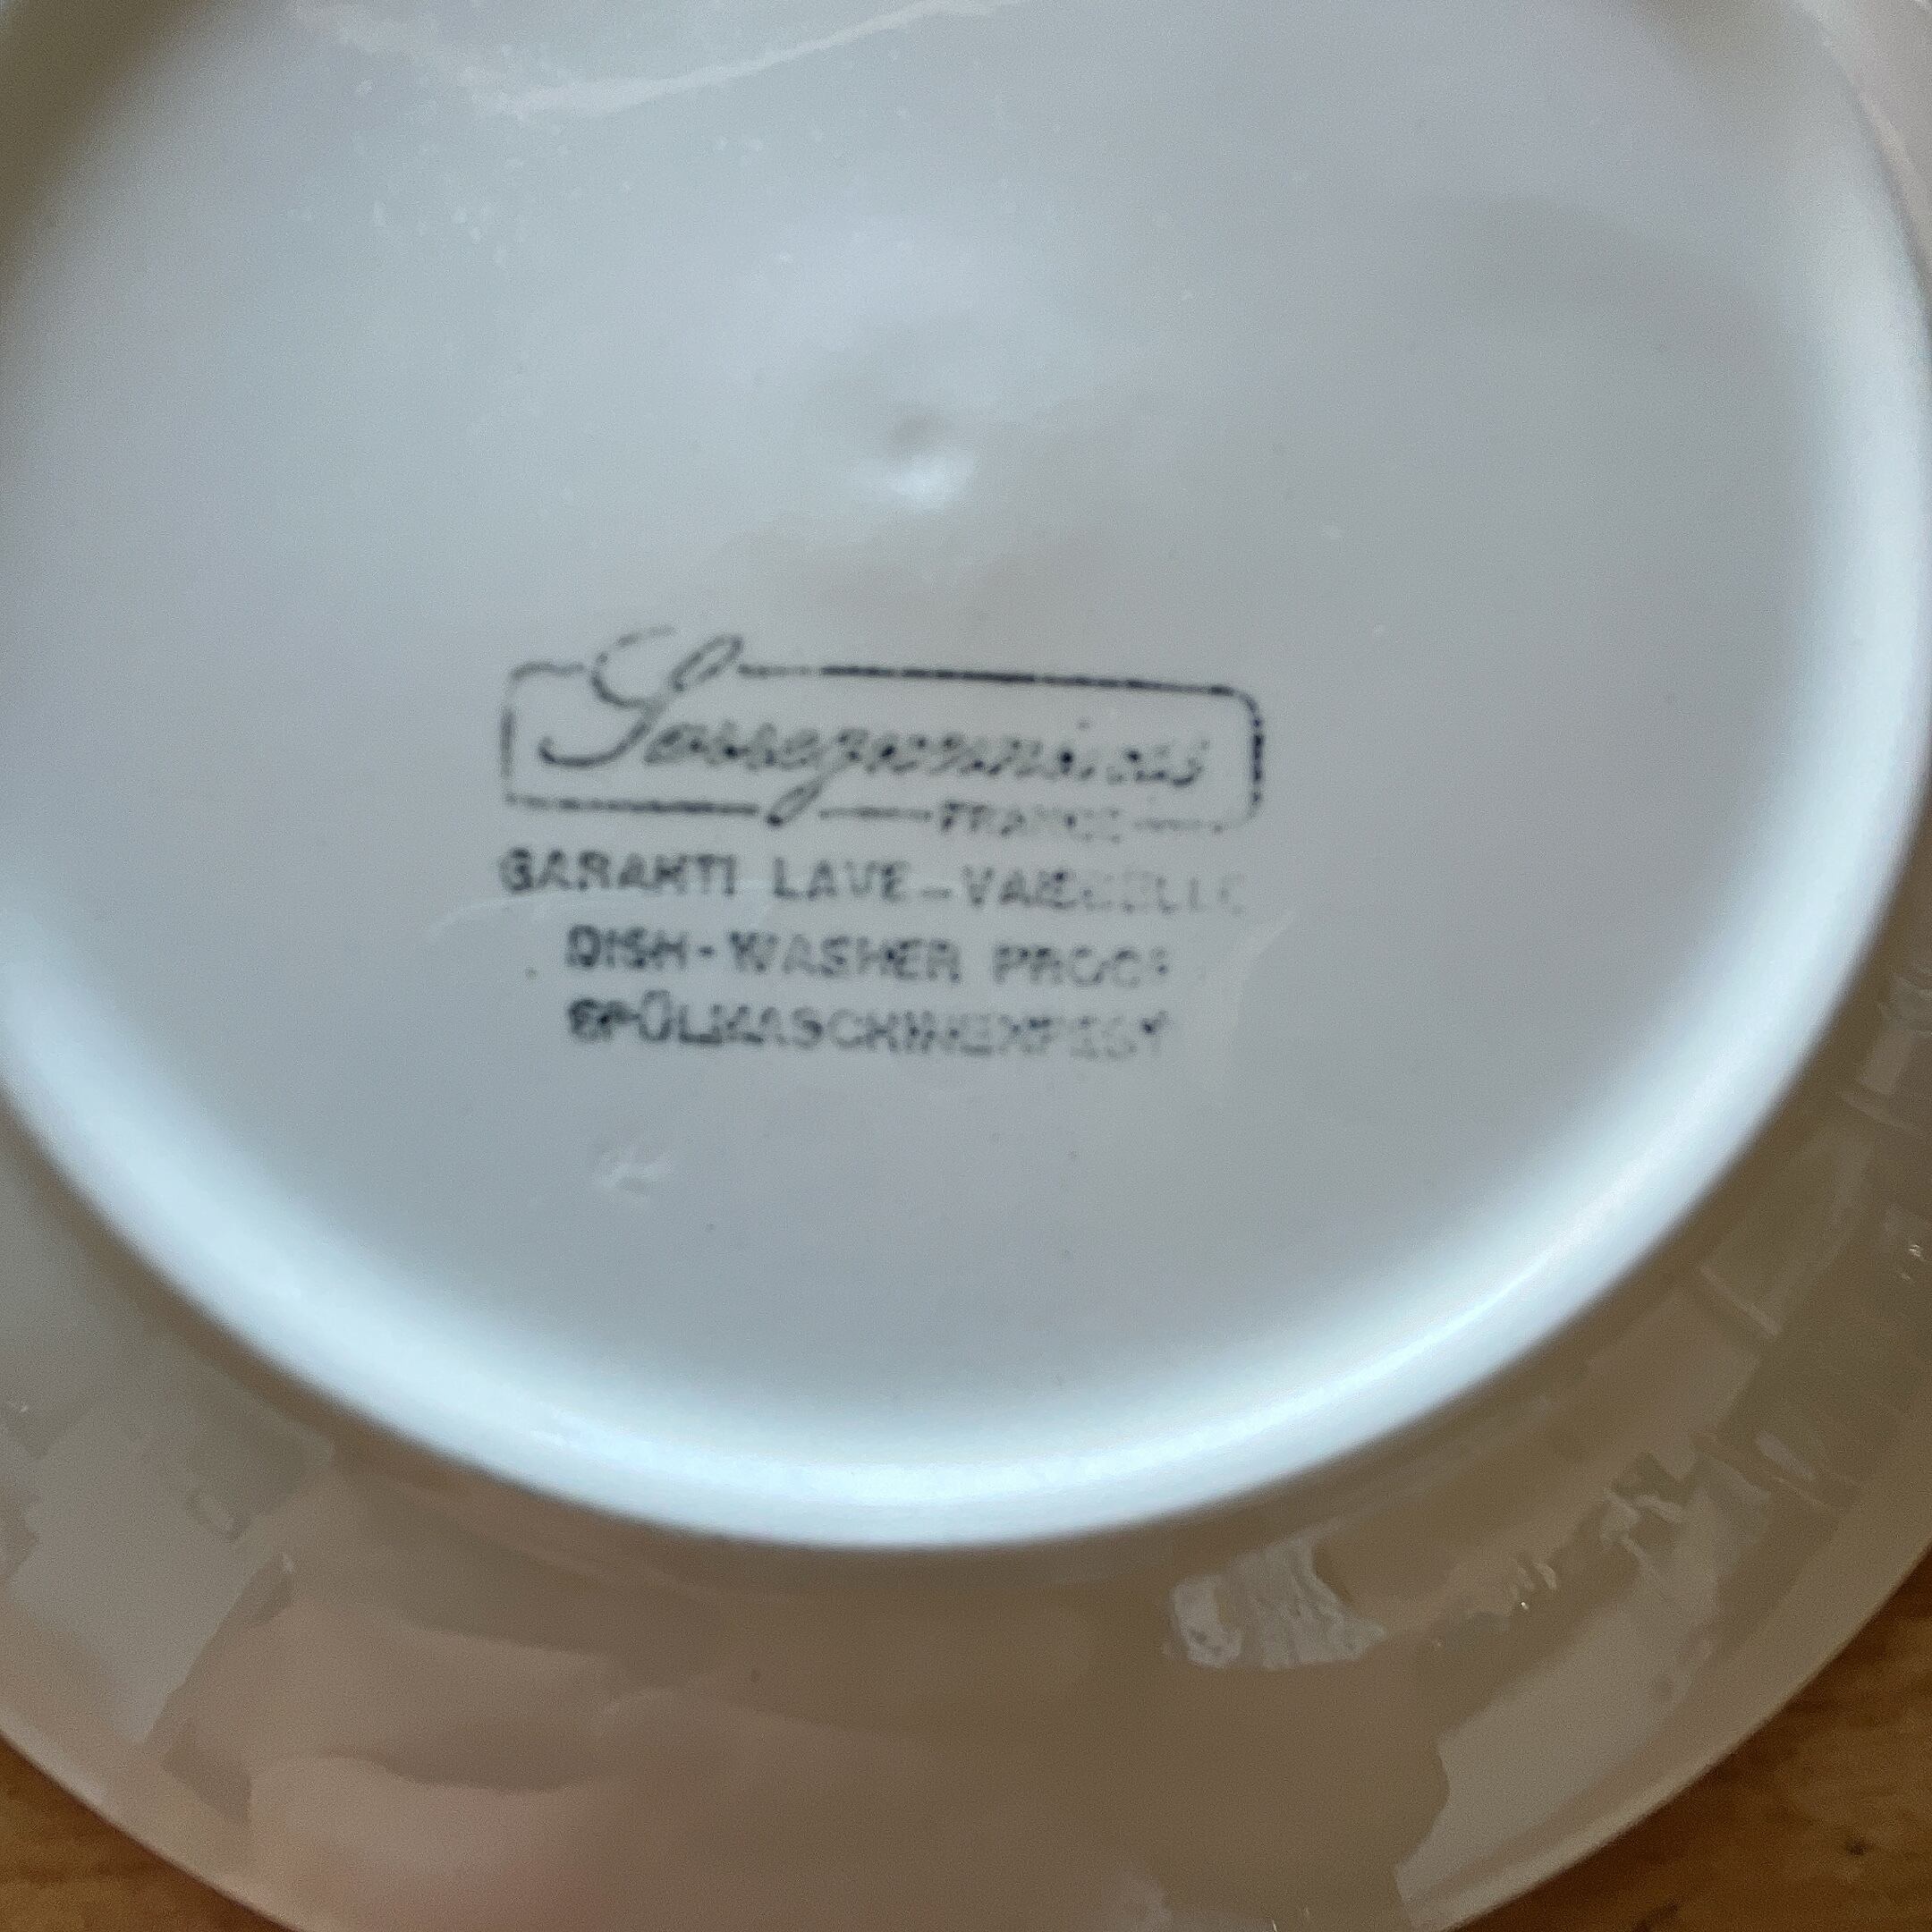 Sarreguemines
FRANCE
GARANTI LAVE-VAISSELLE
DISH-WASHER PROOF
SPÜLMASCHINENFEST